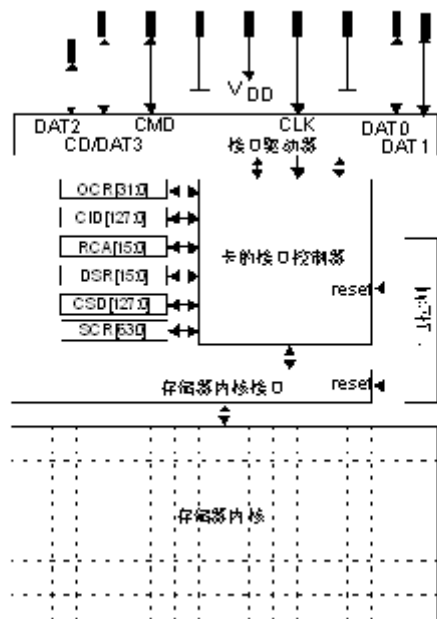 VDD
DAT2
CMD
CLK
DAT0
CD/DAT3
接口驱动器
DAT1
OCR[31:0]
CID[127:0]
RCA[15:0]
卡的接口控制器
DSR[15:0]
reset
CSD[127:0]
SCR[63:0]
存储器内核接口
reset
存储器内核